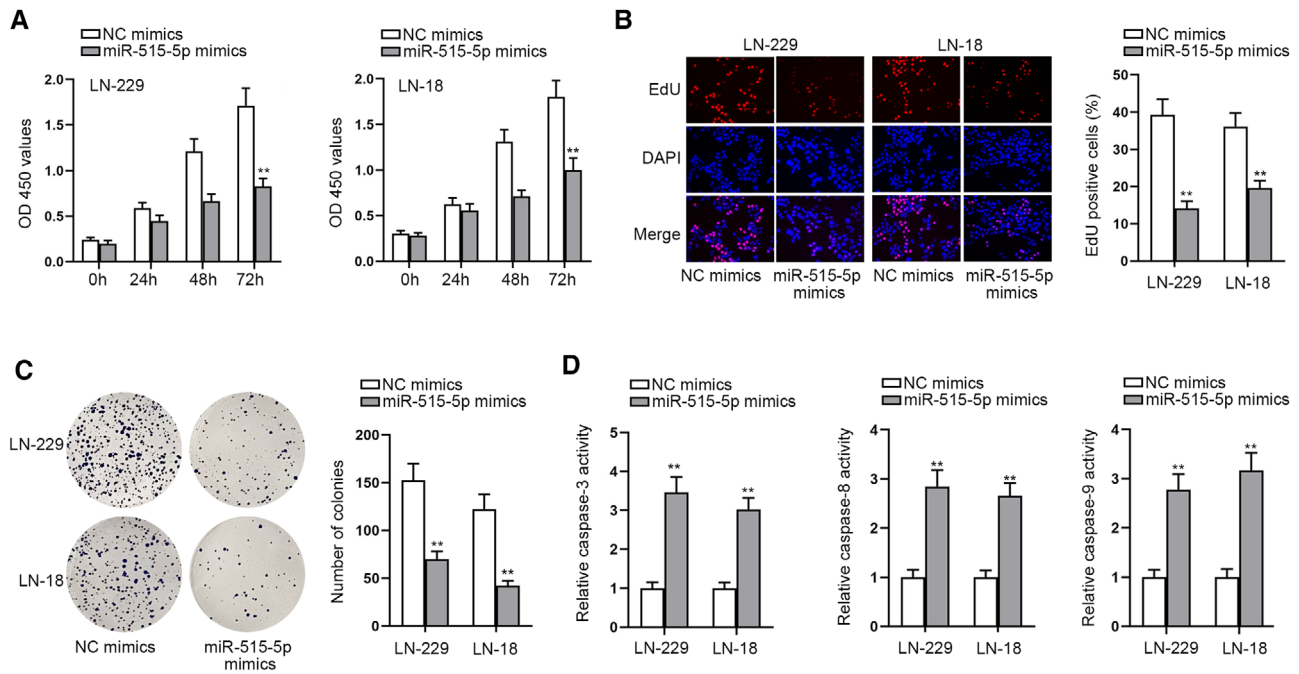 A
NC mimics
miR-515-5p mimics
LN-229
OD 450 values
2.0
1.5
1.0
0.5
0.0
**
0h 24h 48h 72h
NC mimics
miR-515-5p mimics
LN-18
OD 450 values
2.0
1.5
1.0
0.5
0.0
**
0h 24h 48h 72h
B
LN-229 LN-18
EdU
DAPI
Merge
NC mimics miR-515-5p mimics NC mimics miR-515-5p mimics
NC mimics
miR-515-5p mimics
EdU positive cells (%)
50
40
30
20
10
0
** **
LN-229 LN-18
C
LN-229
LN-18
NC mimics miR-515-5p
mimics
NC mimics
miR-515-5p mimics
Number of colonies
200
150
100
50
0
** **
LN-229 LN-18
D
NC mimics
miR-515-5p mimics
Relative caspase-3 activity
5
4
3
2
1
0
** **
LN-229 LN-18
NC mimics
miR-515-5p mimics
Relative caspase-8 activity
4
3
2
1
0
** **
LN-229 LN-18
NC mimics
miR-515-5p mimics
Relative caspase-9 activity
4
3
2
1
0
** **
LN-229 LN-18